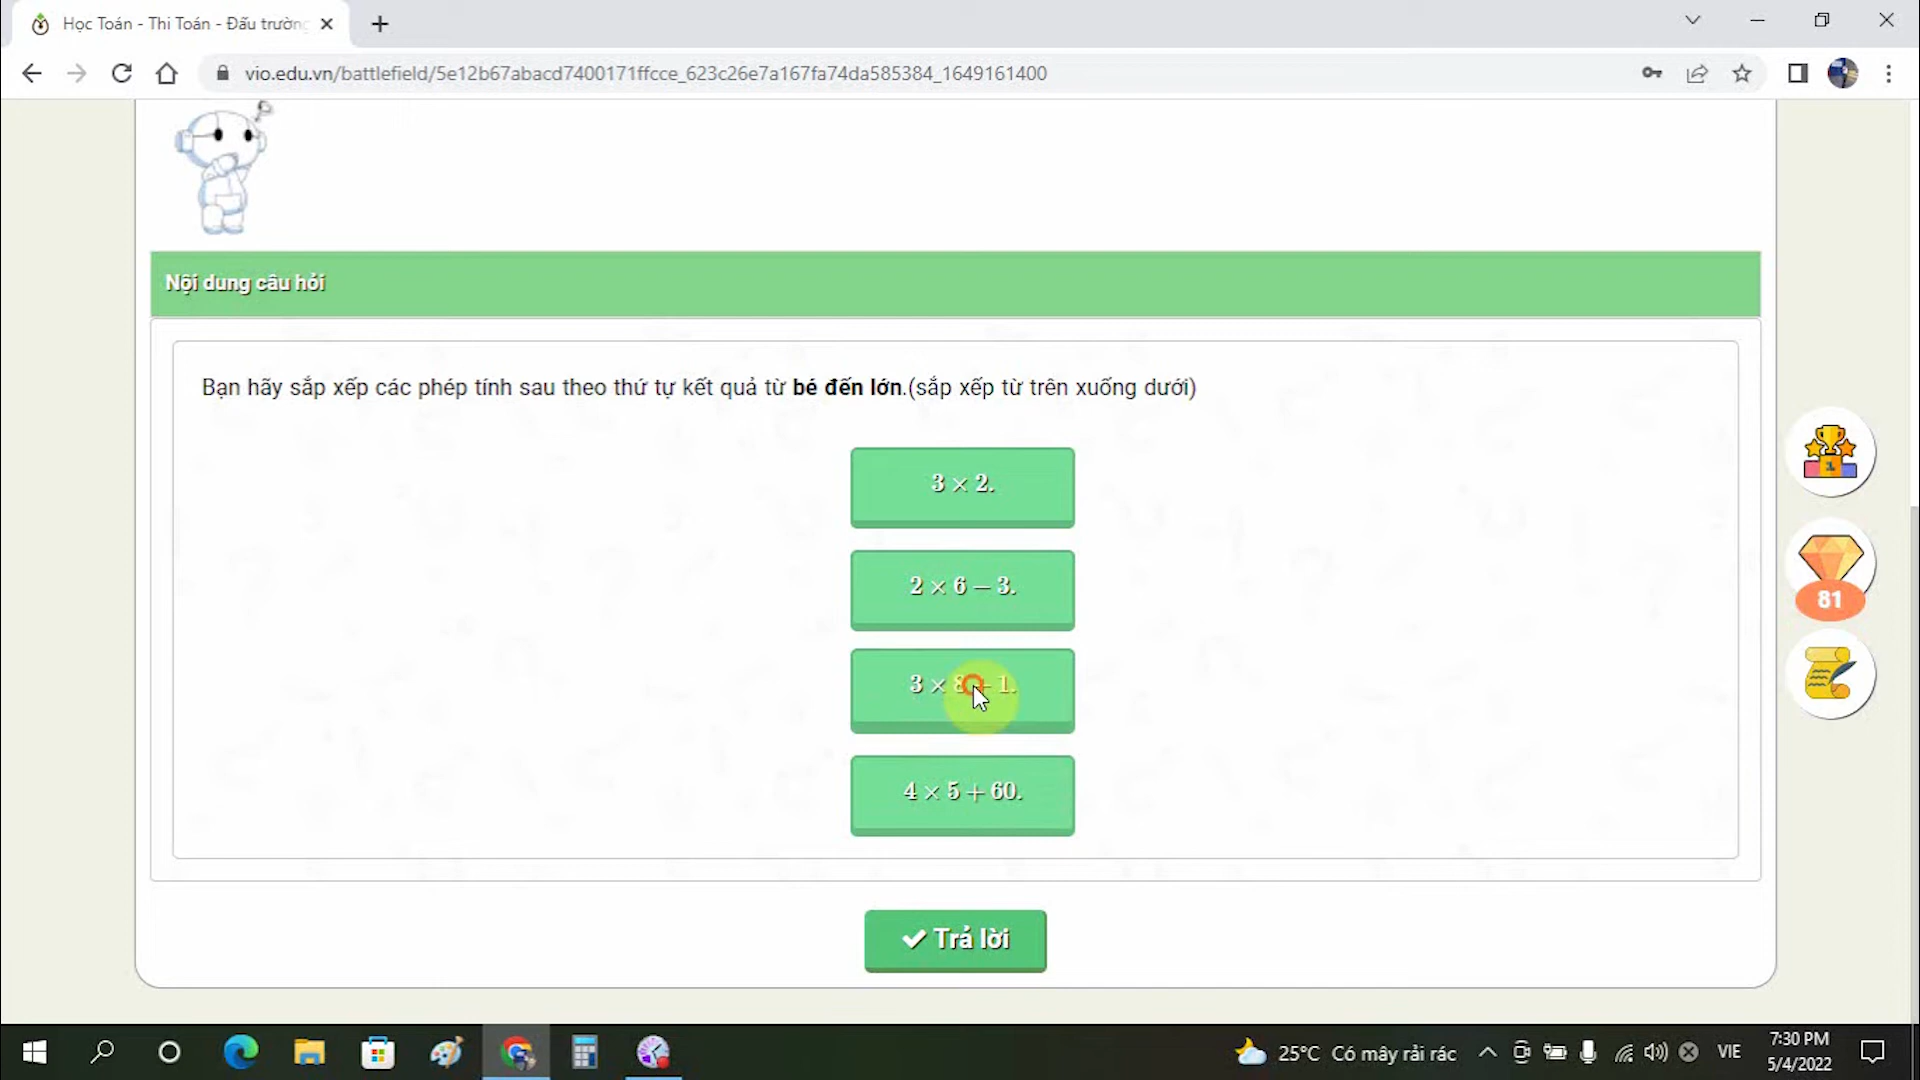 Học Toán - Thi Toán - Đấu trường
vio.edu.vn/battlefield/5e12b67abacd7400171ffcce_623c26e7a167fa74da585384_1649161400
Nội dung câu hỏi
Bạn hãy sắp xếp các phép tính sau theo thứ tự kết quả từ bé đến lớn.(sắp xếp từ trên xuống dưới)
3 × 2.
2 × 6 − 3.
3 × 8 1.
4 × 5 + 60.
1
81
Trả lời
25°C Có mây rải rác
VIE
7:30 PM
5/4/2022